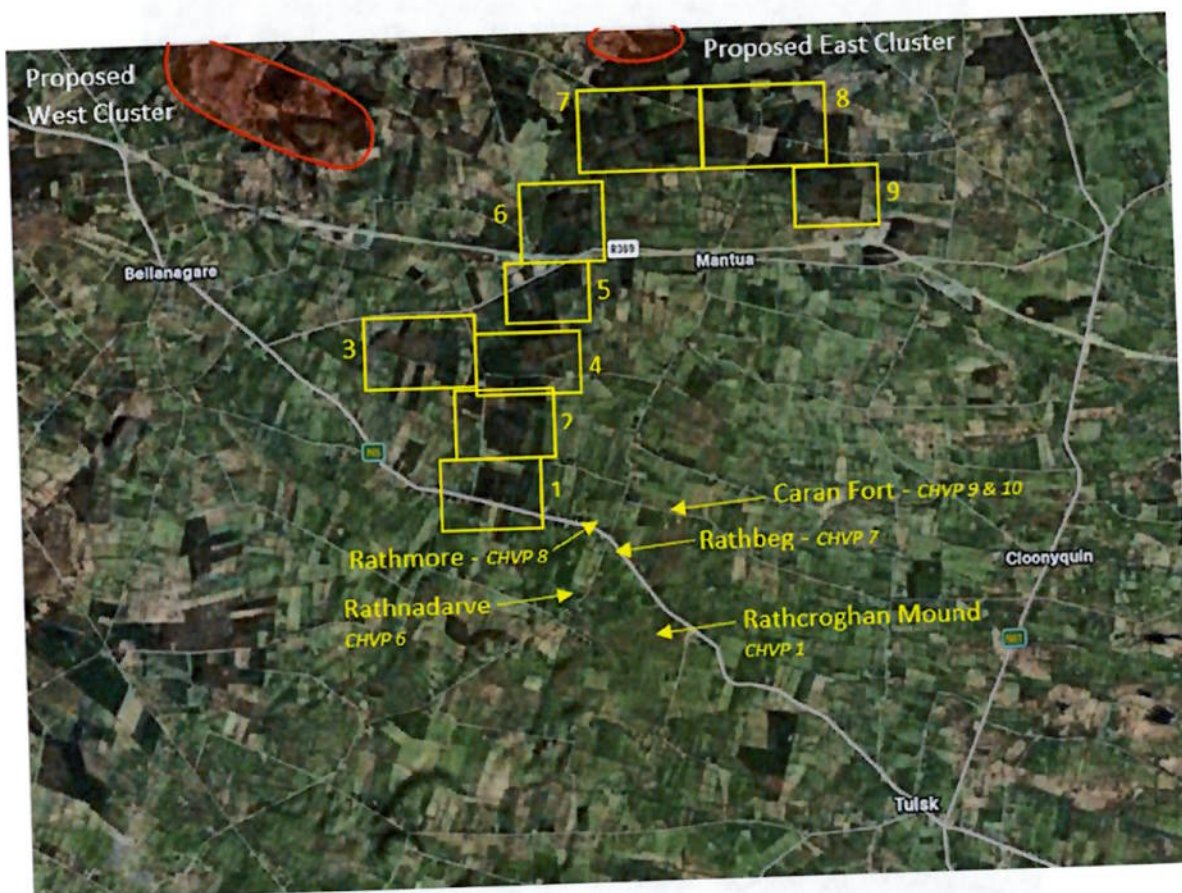 Proposed East Cluster
Proposed
West Cluster
7
8
9
6
R369
Mantua
Bellanagare
5
3
4
2
1
Caran Fort - CHVP 9 & 10
Rathmore - CHVP 8
Rathbeg - CHVP 7
Cloonyquin
Rathnadarve
CHVP 6
Rathcroghan Mound
CHVP 1
Tulsk